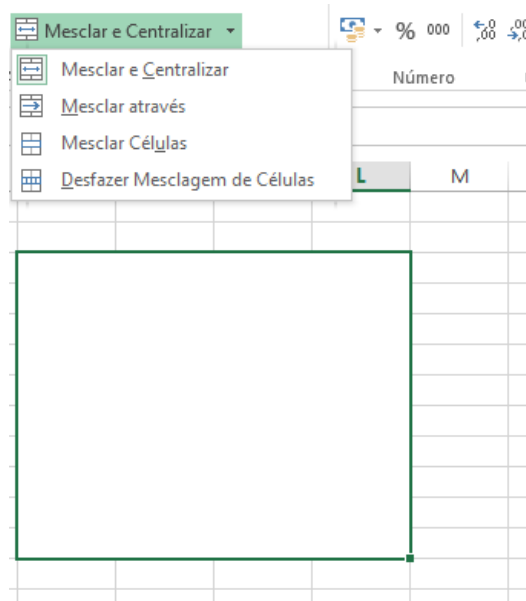 Mesclar e Centralizar
% 000 ,00
Mesclar e Centralizar
Número
Mesclar através
Mesclar Células
Desfazer Mesclagem de Células
L M